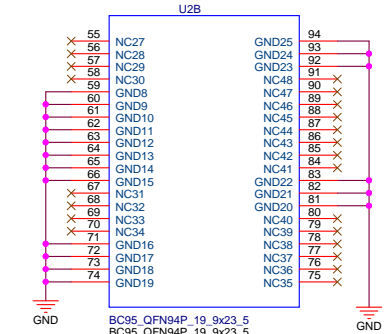 U2B
55 NC27 GND25 94
56 NC28 GND24 93
57 NC29 GND23 92
58 NC30 NC48 91
59 GND8 NC47 90
60 GND9 NC46 89
61 GND10 NC45 88
62 GND11 NC44 87
63 GND12 NC43 86
64 GND13 NC42 85
65 GND14 NC41 84
66 GND15 GND22 83
67 NC31 GND21 82
68 NC32 GND20 81
69 NC33 NC40 80
70 NC34 NC39 79
71 GND16 NC38 78
72 GND17 NC37 77
73 GND18 NC36 76
74 GND19 NC35 75
GND
GND
BC95_QFN94P_19_9x23_5
BC95_QFN94P_19_9x23_5